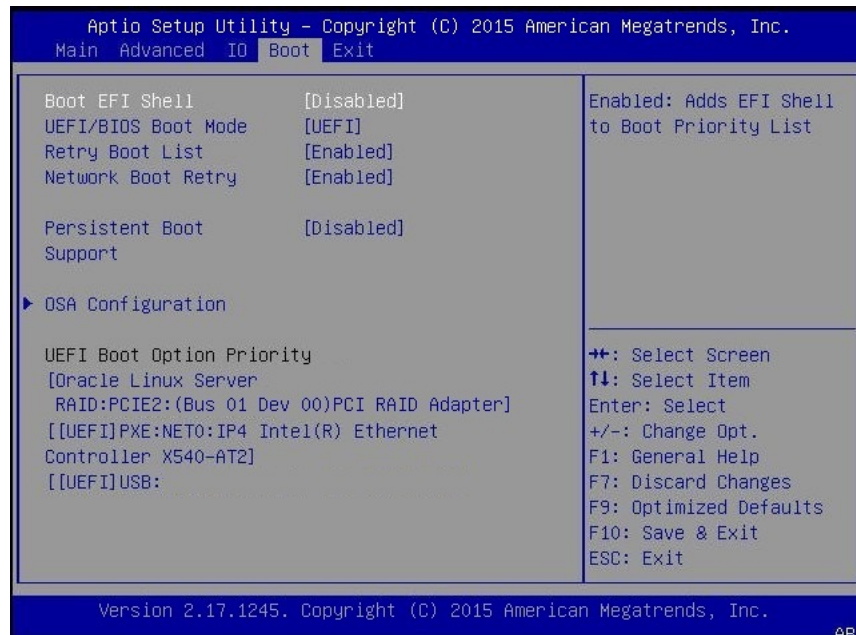 Aptio Setup Utility – Copyright (C) 2015 American Megatrends, Inc.
Main Advanced IO Boot Exit
Boot EFI Shell [Disabled]
UEFI/BIOS Boot Mode [UEFI]
Retry Boot List [Enabled]
Network Boot Retry [Enabled]
Persistent Boot [Disabled]
Support
OSA Configuration
UEFI Boot Option Priority
[Oracle Linux Server
RAID:PCIE2:(Bus 01 Dev 00)PCI RAID Adapter]
[[UEFI]PXE:NET0:IP4 Intel(R) Ethernet
Controller X540-AT2]
[[UEFI]USB:
Enabled: Adds EFI Shell
to Boot Priority List
→←: Select Screen
↑↓: Select Item
Enter: Select
+/-: Change Opt.
F1: General Help
F7: Discard Changes
F9: Optimized Defaults
F10: Save & Exit
ESC: Exit
Version 2.17.1245. Copyright (C) 2015 American Megatrends, Inc.